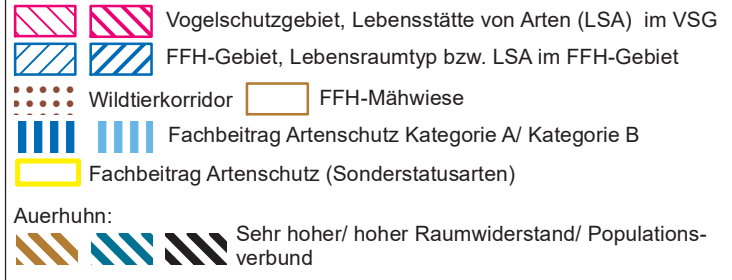 Vogelschutzgebiet, Lebensstätte von Arten (LSA) im VSG
FFH-Gebiet, Lebensraumtyp bzw. LSA im FFH-Gebiet
Wildtierkorridor FFH-Mähwiese
Fachbeitrag Artenschutz Kategorie A/ Kategorie B
Fachbeitrag Artenschutz (Sonderstatusarten)
Auerhuhn:
Sehr hoher/ hoher Raumwiderstand/ Populations-
verbund